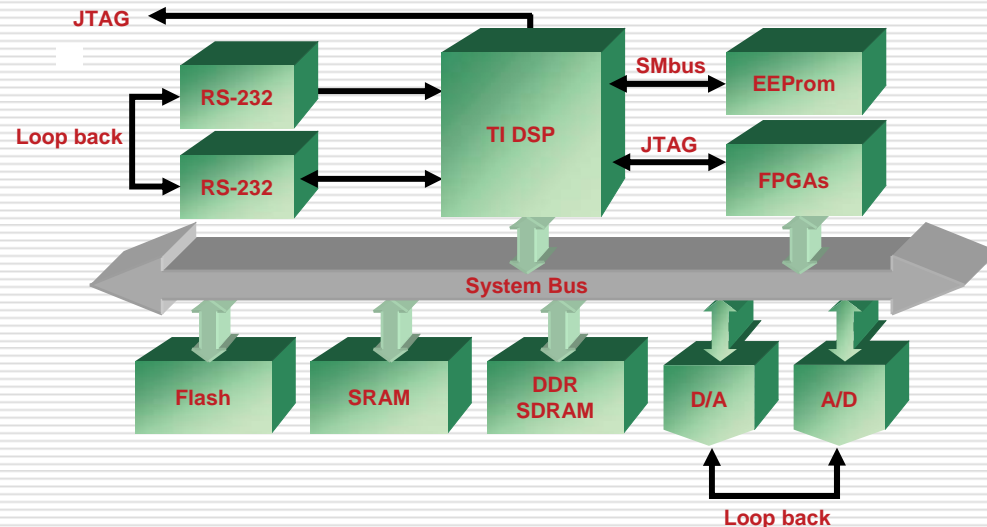 JTAG
RS-232
Loop back
RS-232
TI DSP
SMbus
EEProm
JTAG
FPGAs
System Bus
Flash
SRAM
DDR
SDRAM
D/A
A/D
Loop back